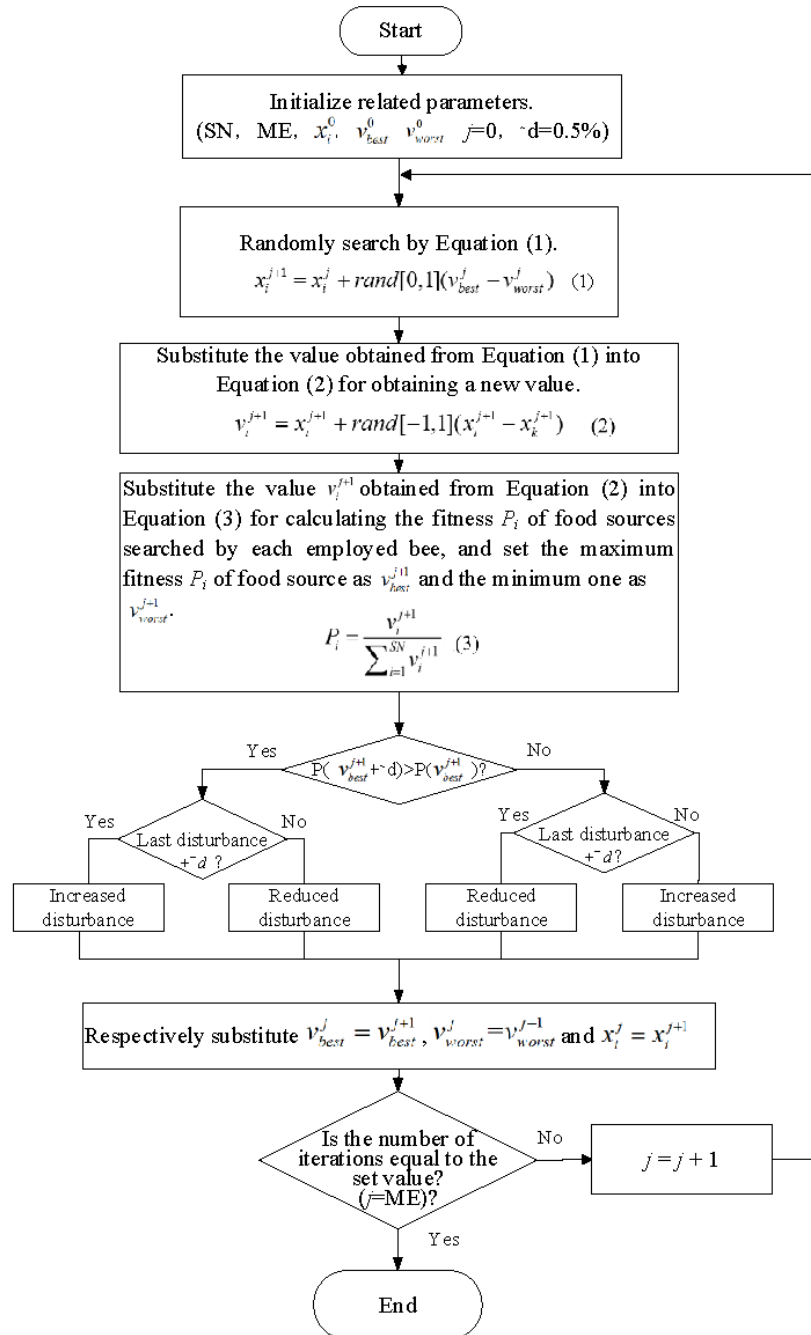 Start
Initialize related parameters.
(SN, ME, x_i^0, v_best^0 v_worst^0 j=0, ~d=0.5%)
Randomly search by Equation (1).
x_i^{j+1} = x_i^j + rand[0,1](v_best^j − v_worst^j) (1)
Substitute the value obtained from Equation (1) into
Equation (2) for obtaining a new value.
v_i^{j+1} = x_i^{j+1} + rand[−1,1](x_i^{j+1} − x_k^{j+1}) (2)
Substitute the value v_i^{j+1} obtained from Equation (2) into
Equation (3) for calculating the fitness P_i of food sources
searched by each employed bee, and set the maximum
fitness P_i of food source as v_best^{j+1} and the minimum one as
v_worst^{j+1}.
P_i = v_i^{j+1} / ∑_{i=1}^{SN} v_i^{j+1} (3)
Yes
P( v_best^{j+1}+~d)>P(v_best^{j+1})?
No
Yes
Last disturbance
+~d ?
No
Yes
Last disturbance
+~d?
No
Increased
disturbance
Reduced
disturbance
Reduced
disturbance
Increased
disturbance
Respectively substitute v_best^j = v_best^{j+1}, v_worst^j = v_worst^{j-1} and x_i^j = x_i^{j+1}
Is the number of
iterations equal to the
set value?
(j=ME)?
No
j = j + 1
Yes
End